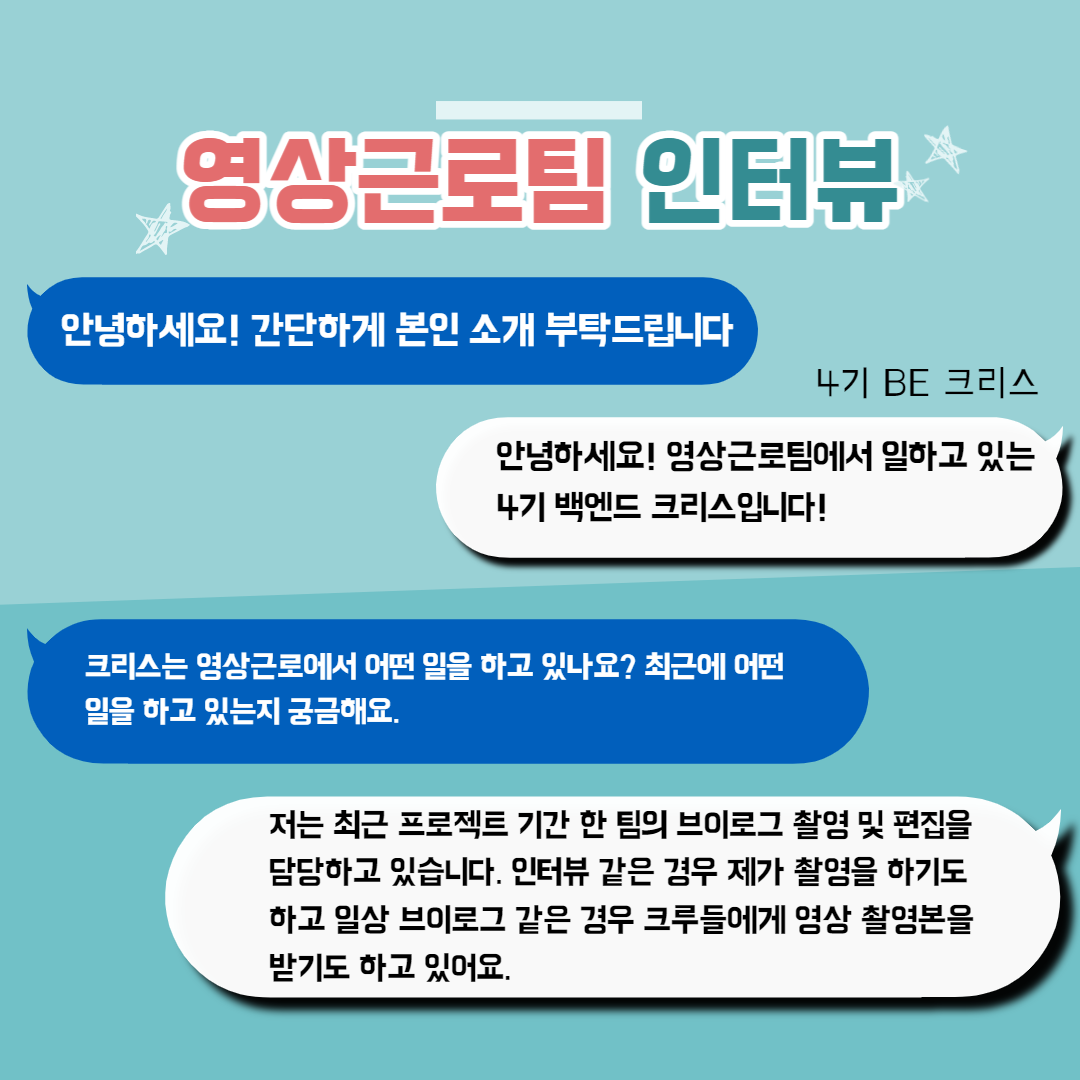 영상근로팀 인터뷰
안녕하세요! 간단하게 본인 소개 부탁드립니다
4기 BE 크리스
안녕하세요! 영상근로팀에서 일하고 있는
4기 백엔드 크리스입니다!
크리스는 영상근로에서 어떤 일을 하고 있나요? 최근에 어떤
일을 하고 있는지 궁금해요.
저는 최근 프로젝트 기간 한 팀의 브이로그 촬영 및 편집을
담당하고 있습니다. 인터뷰 같은 경우 제가 촬영을 하기도
하고 일상 브이로그 같은 경우 크루들에게 영상 촬영본을
받기도 하고 있어요.